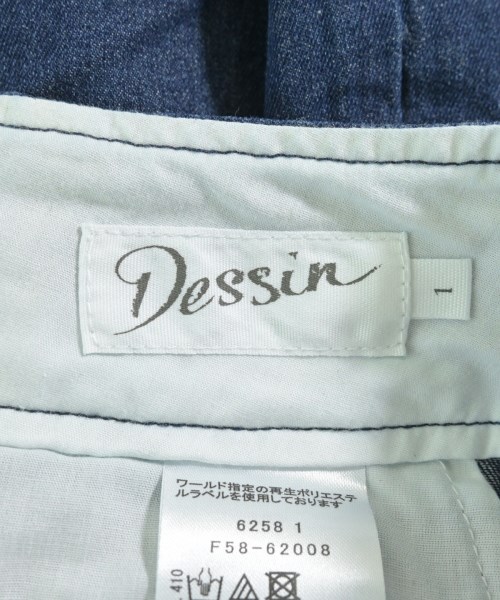 Dessin
1
ワールド指定の再生ポリエステ
ルラベルを使用しております
6258 1
F58-62008
410